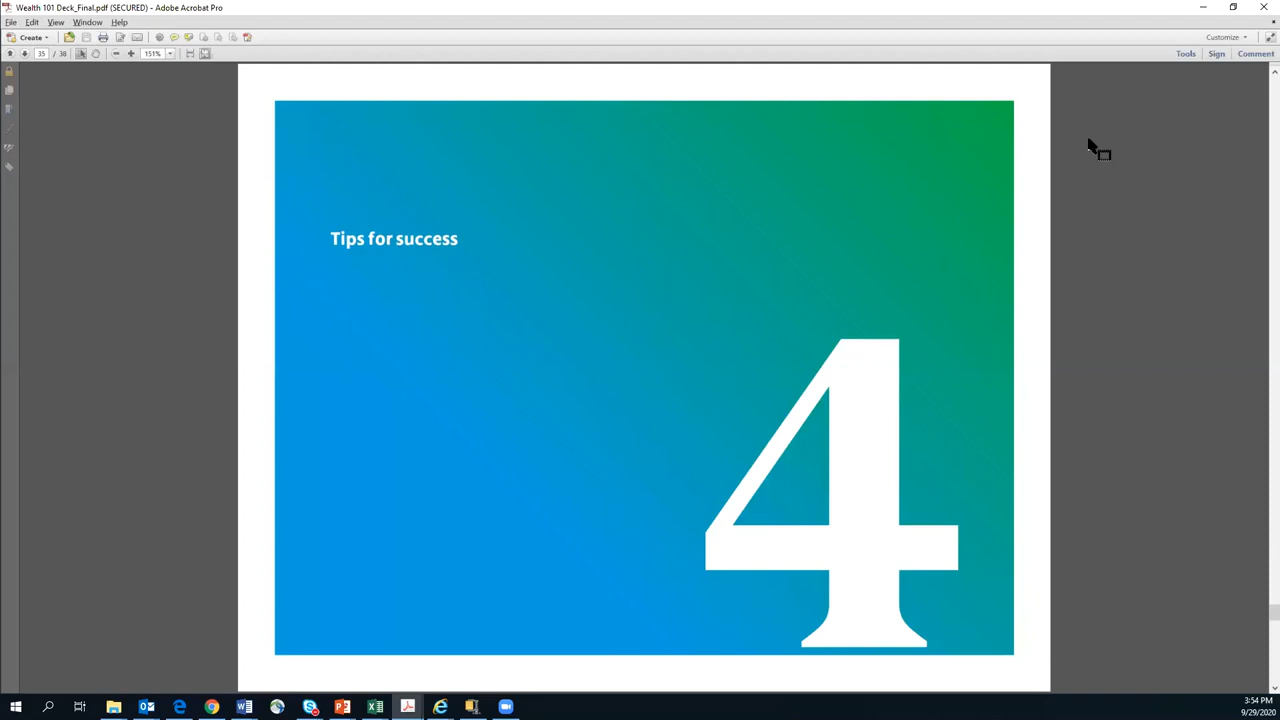 Wealth 101 Deck_Final.pdf (SECURED) - Adobe Acrobat Pro
File Edit View Window Help
Create Customize
35 / 38 151% Tools Sign Comment
Tips for success
4
3:54 PM
9/29/2020